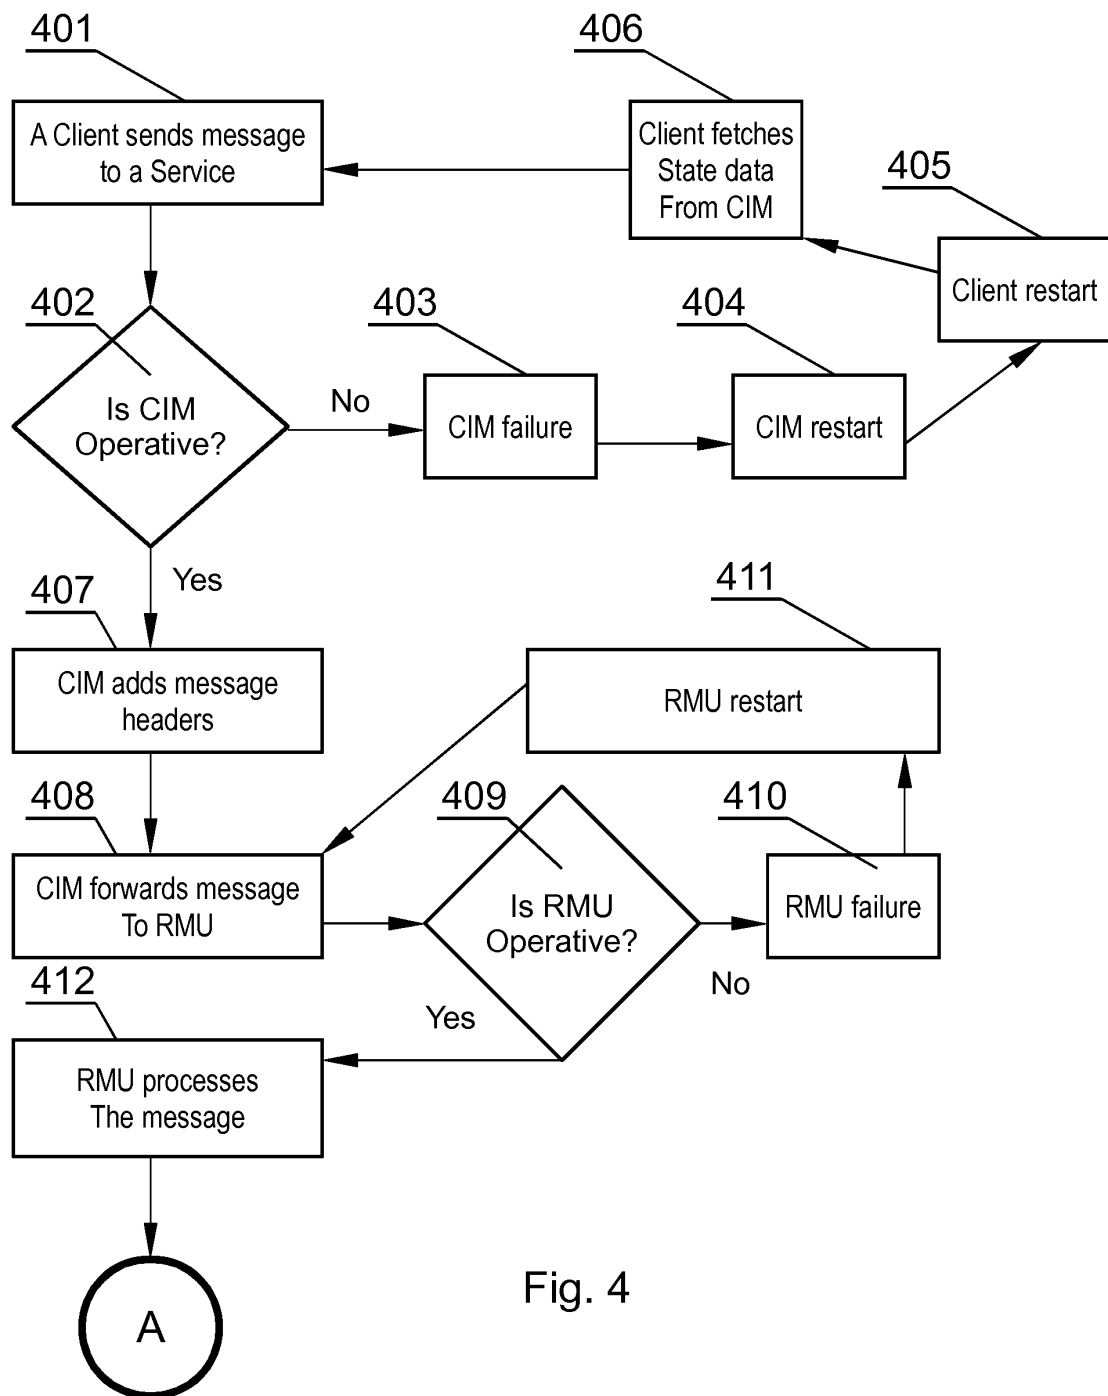 401
A Client sends message
to a Service
406
Client fetches
State data
From CIM
405
Client restart
402
Is CIM
Operative?
No
403
CIM failure
404
CIM restart
Yes
407
CIM adds message
headers
411
RMU restart
408
CIM forwards message
To RMU
409
Is RMU
Operative?
410
RMU failure
No
Yes
412
RMU processes
The message
A
Fig. 4